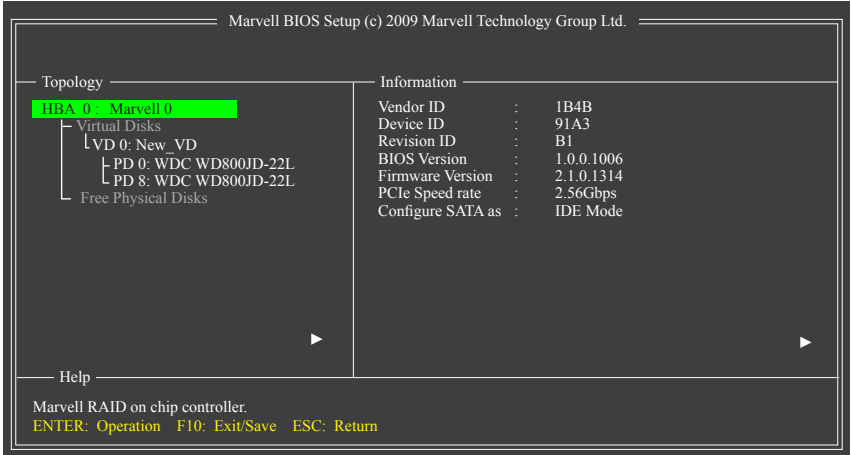 Marvell BIOS Setup (c) 2009 Marvell Technology Group Ltd.
Topology
HBA 0 : Marvell 0
Virtual Disks
VD 0: New_VD
PD 0: WDC WD800JD-22L
PD 8: WDC WD800JD-22L
Free Physical Disks
Information
Vendor ID : 1B4B
Device ID : 91A3
Revision ID : B1
BIOS Version : 1.0.0.1006
Firmware Version : 2.1.0.1314
PCIe Speed rate : 2.56Gbps
Configure SATA as : IDE Mode
Help
Marvell RAID on chip controller.
ENTER: Operation F10: Exit/Save ESC: Return